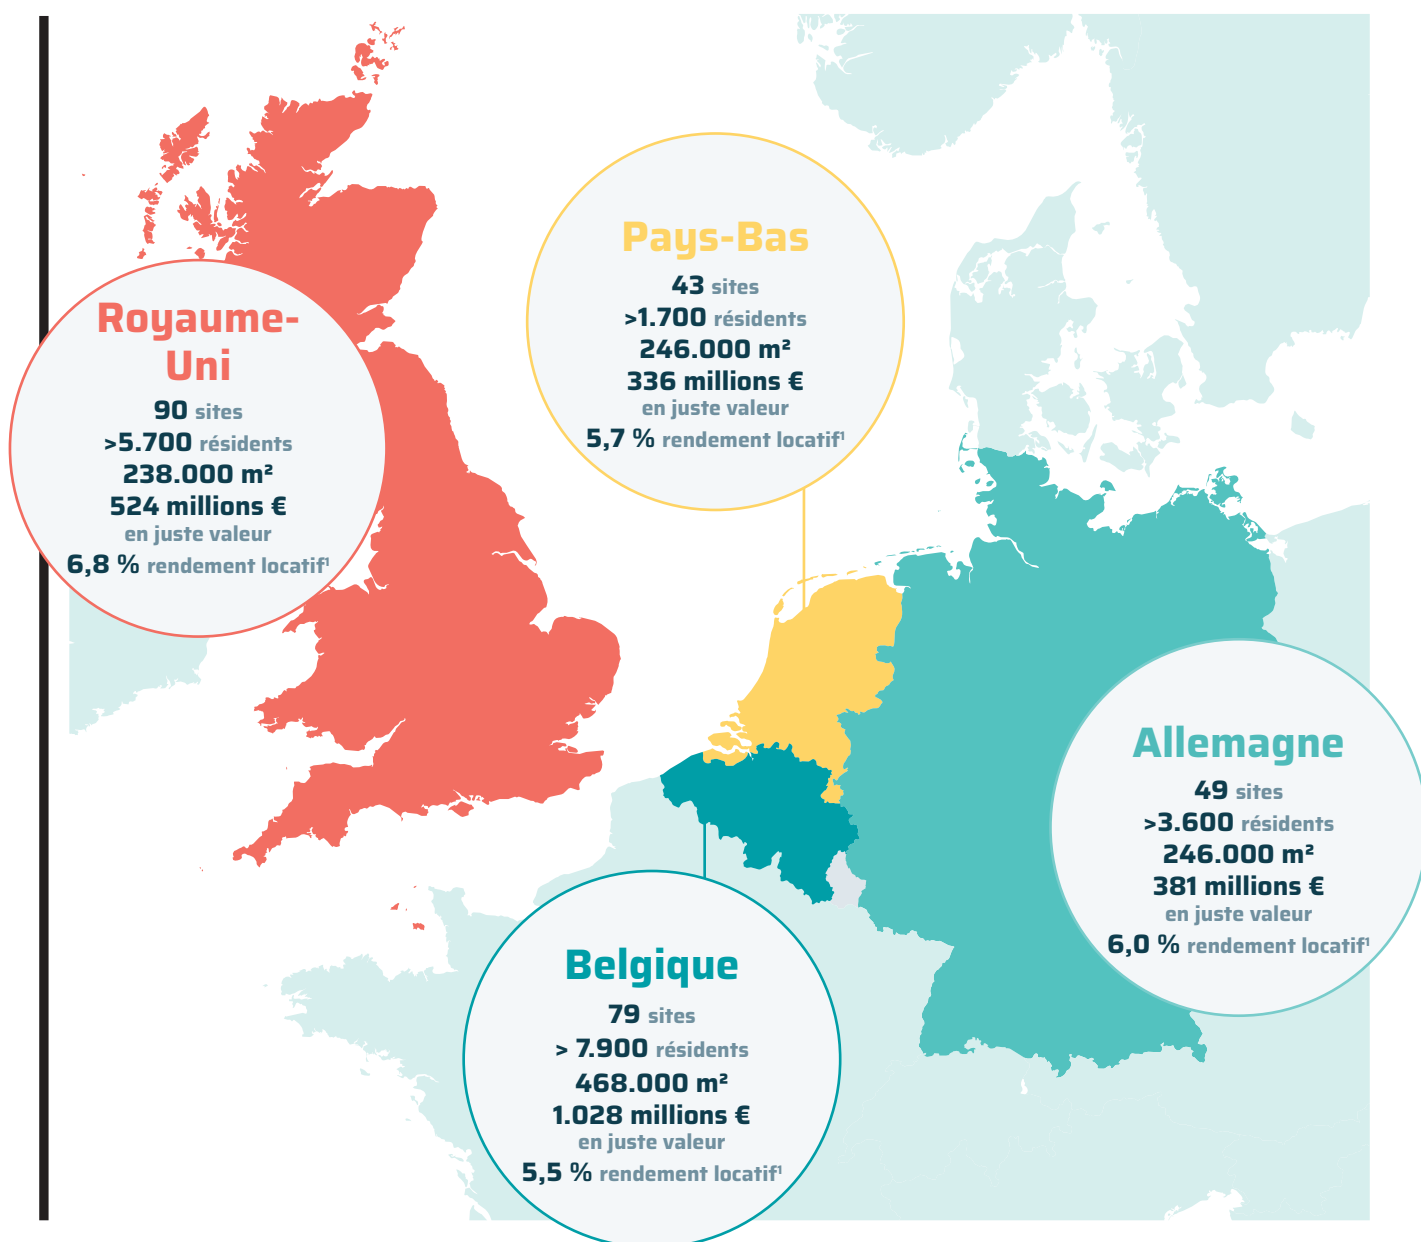 Royaume-
Uni
90 sites
>5.700 résidents
238.000 m²
524 millions €
en juste valeur
6,8 % rendement locatif¹
Pays-Bas
43 sites
>1.700 résidents
246.000 m²
336 millions €
en juste valeur
5,7 % rendement locatif¹
Allemagne
49 sites
>3.600 résidents
246.000 m²
381 millions €
en juste valeur
6,0 % rendement locatif¹
Belgique
79 sites
> 7.900 résidents
468.000 m²
1.028 millions €
en juste valeur
5,5 % rendement locatif¹